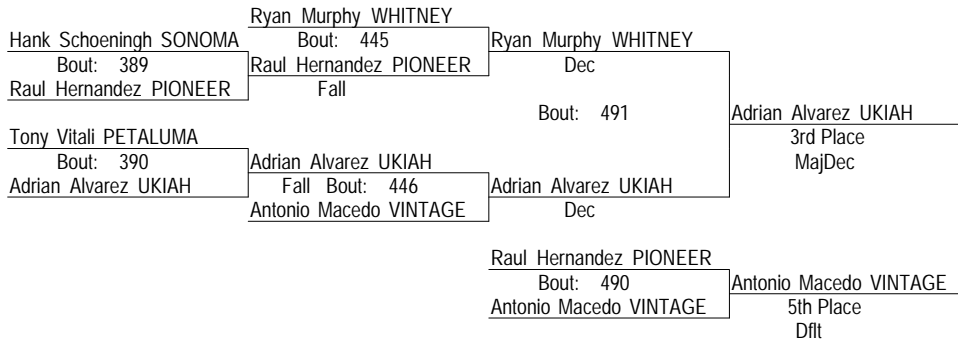 Ryan Murphy WHITNEY
Hank Schoeningh SONOMA Bout: 445 Ryan Murphy WHITNEY
Bout: 389 Raul Hernandez PIONEER Dec
Raul Hernandez PIONEER Fall
Bout: 491 Adrian Alvarez UKIAH
Tony Vitali PETALUMA 3rd Place
Bout: 390 Adrian Alvarez UKIAH MajDec
Adrian Alvarez UKIAH Fall Bout: 446 Adrian Alvarez UKIAH
Antonio Macedo VINTAGE Dec
Raul Hernandez PIONEER
Bout: 490 Antonio Macedo VINTAGE
Antonio Macedo VINTAGE 5th Place
Dflt